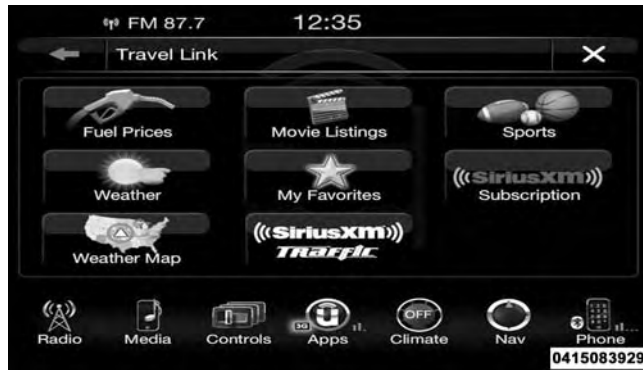 FM 87.7
12:35
Travel Link
X
Fuel Prices
Movie Listings
Sports
Weather
My Favorites
((SiriusXM))
Subscription
Weather Map
((SiriusXM))
Traffic
3G
OFF
Radio
Media
Controls
Apps
Climate
Nav
Phone
0415083929